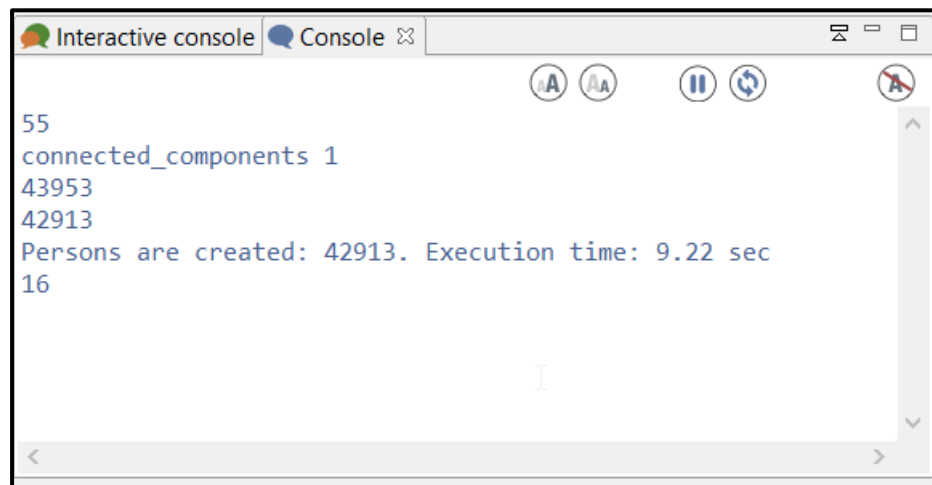 Interactive console Console
55
connected_components 1
43953
42913
Persons are created: 42913. Execution time: 9.22 sec
16